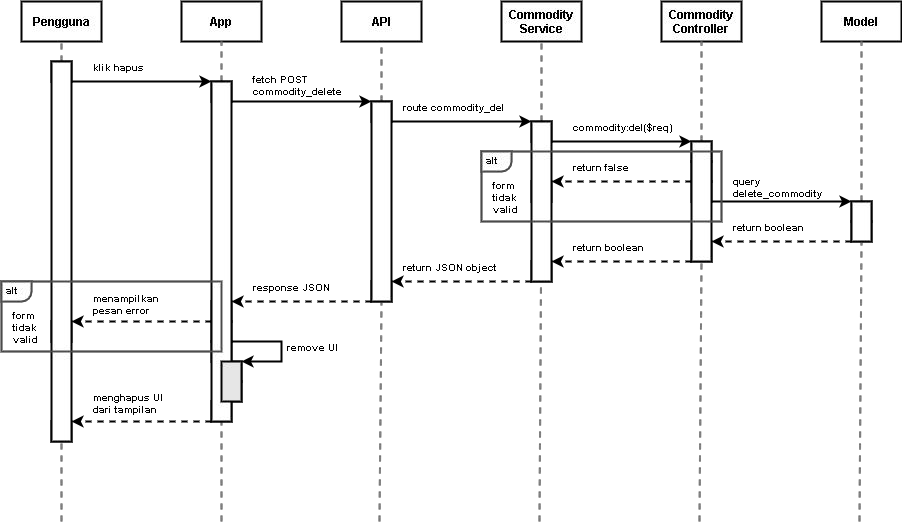 Pengguna
App
API
Commodity
Service
Commodity
Controller
Model
klik hapus
fetch POST
commodity_delete
route commodity_del
commodity:del($req)
alt
return false
form
tidak
valid
query
delete_commodity
return boolean
return boolean
return JSON object
response JSON
alt
menampilkan
pesan error
form
tidak
valid
remove UI
menghapus UI
dari tampilan